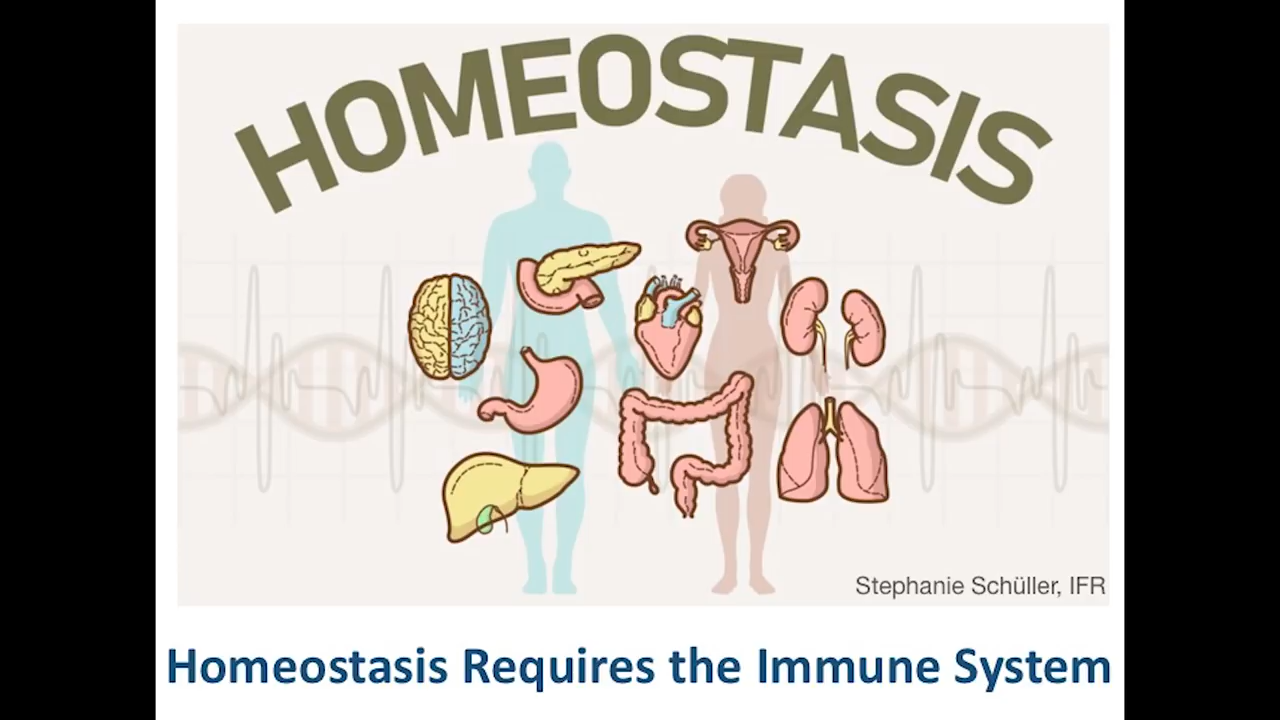 HOMEOSTASIS
Stephanie Schüller, IFR
Homeostasis Requires the Immune System